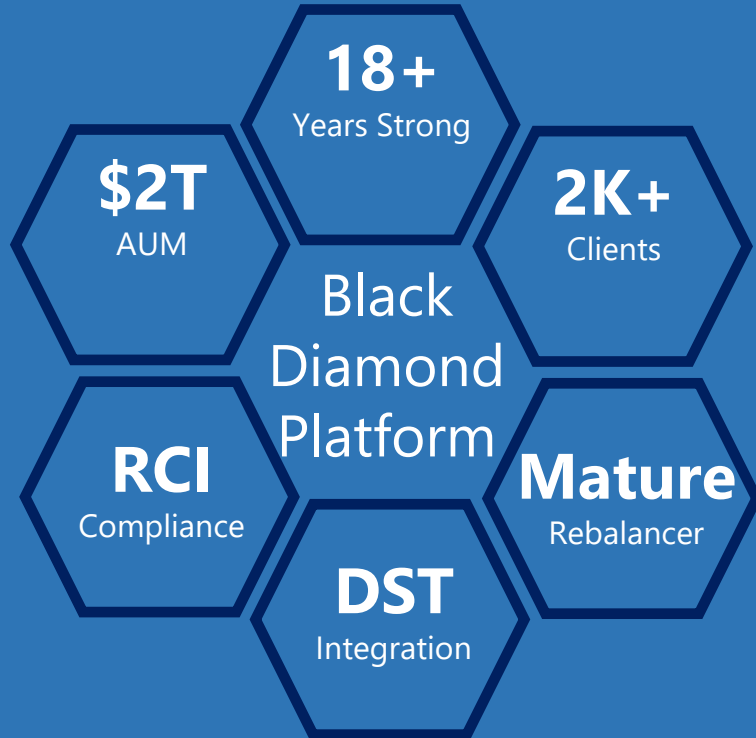 18+
Years Strong
$2T
AUM
2K+
Clients
Black
Diamond
Platform
RCI
Compliance
Mature
Rebalancer
DST
Integration